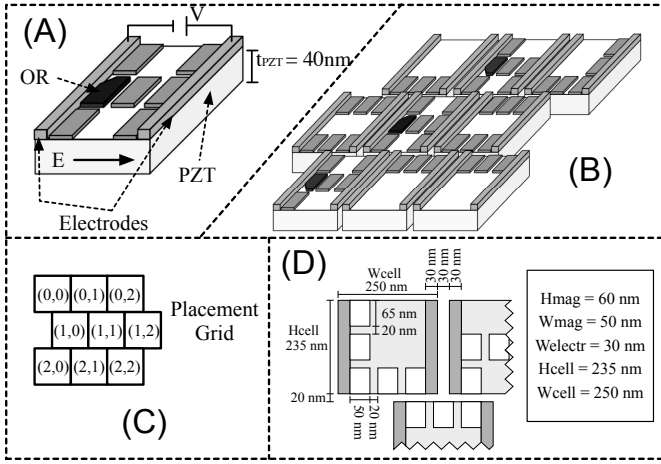 (A)
V
OR
tPZT = 40nm
E
PZT
Electrodes
(B)
(0,0) (0,1) (0,2)
(1,0) (1,1) (1,2)
(2,0) (2,1) (2,2)
Placement
Grid
(C)
(D)
Wcell
250 nm
30 nm
30 nm
30 nm
Hcell
235 nm
65 nm
20 nm
20 nm
50 nm
20 nm
Hmag = 60 nm
Wmag = 50 nm
Welectr = 30 nm
Hcell = 235 nm
Wcell = 250 nm